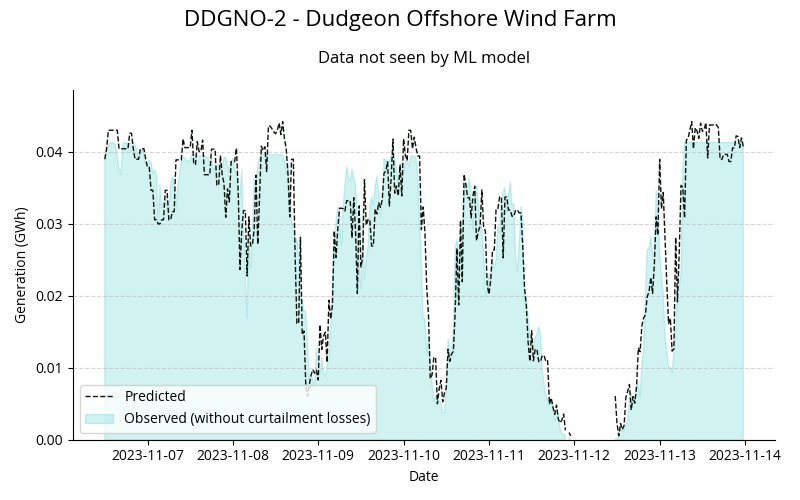 DDGNO-2 - Dudgeon Offshore Wind Farm
Data not seen by ML model
Generation (GWh)
0.04
0.03
0.02
0.01
0.00
Predicted
Observed (without curtailment losses)
2023-11-07 2023-11-08 2023-11-09 2023-11-10 2023-11-11 2023-11-12 2023-11-13 2023-11-14
Date